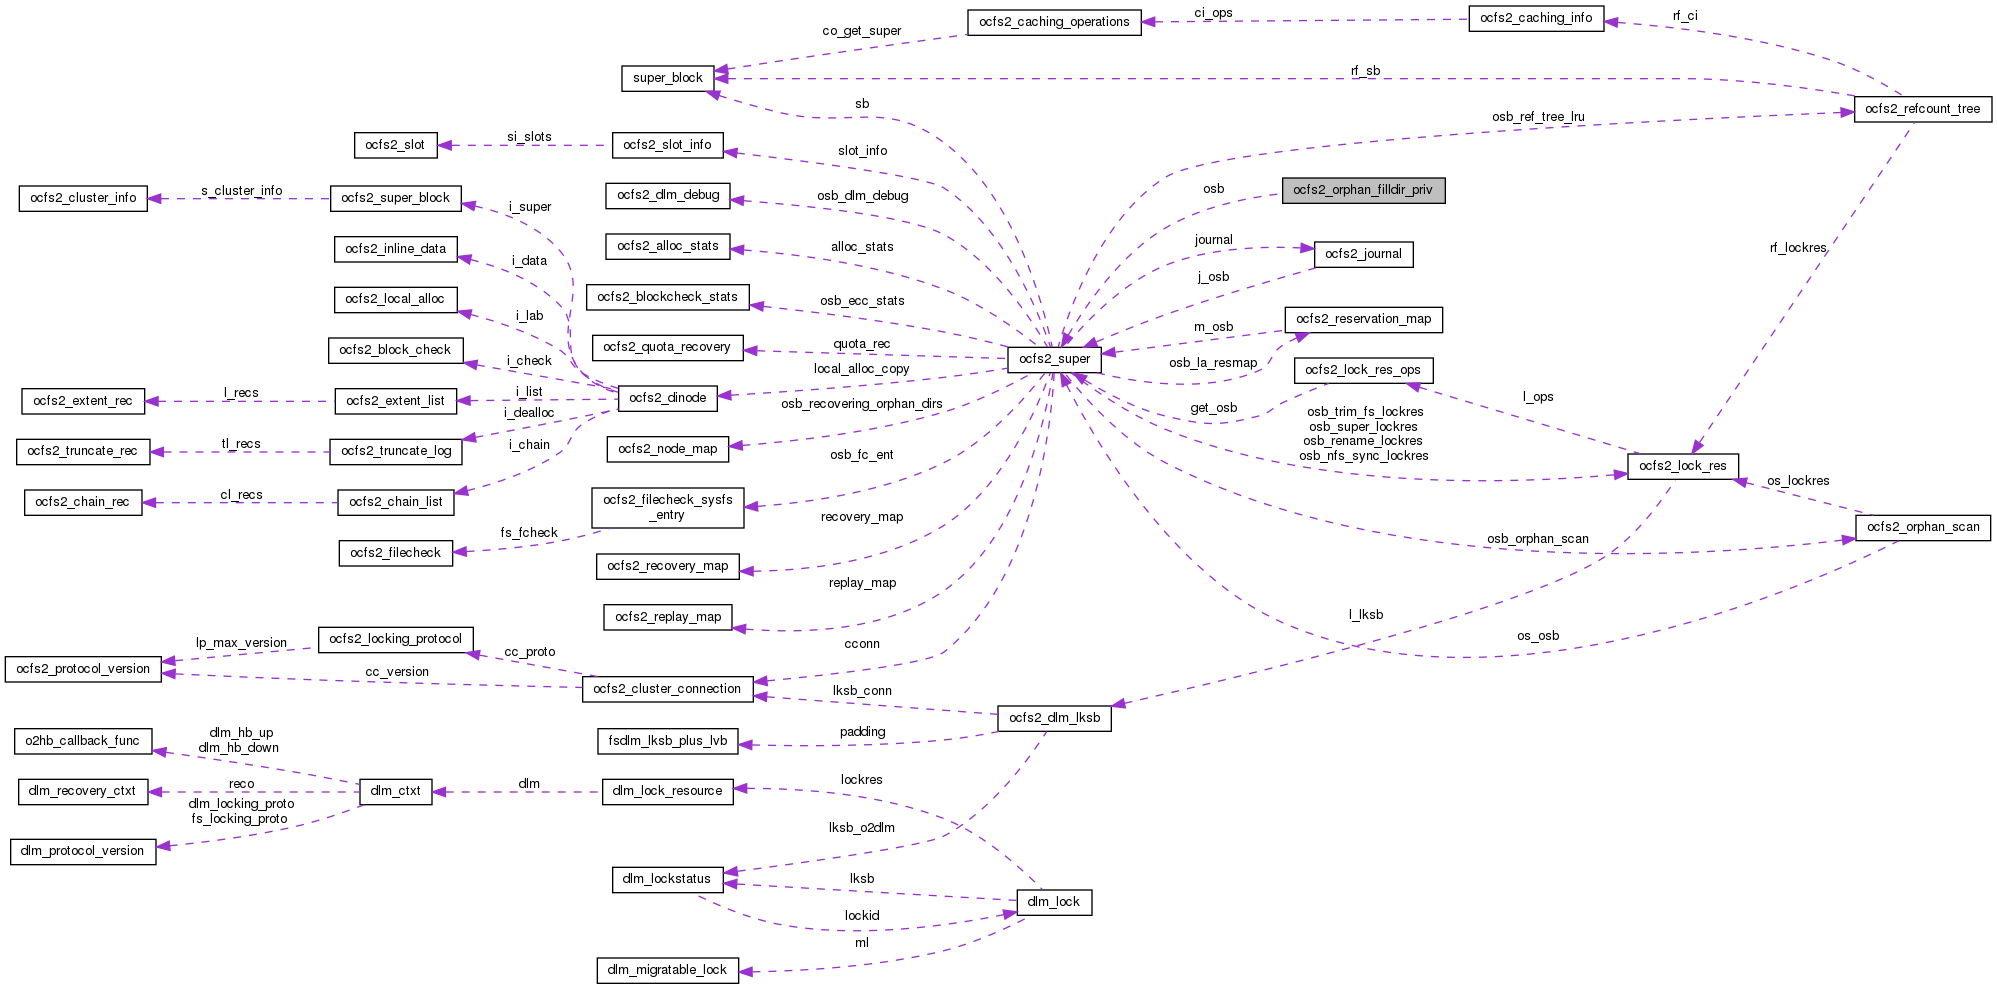 ci_ops
ocfs2_caching_operations
ocfs2_caching_info
rf_ci
co_get_super
super_block
rf_sb
sb
ocfs2_refcount_tree
osb_ref_tree_lru
ocfs2_slot
si_slots
ocfs2_slot_info
slot_info
ocfs2_cluster_info
s_cluster_info
ocfs2_super_block
i_super
ocfs2_dlm_debug
osb_dlm_debug
osb
ocfs2_orphan_filldir_priv
ocfs2_inline_data
i_data
ocfs2_alloc_stats
alloc_stats
journal
ocfs2_journal
rf_lockres
j_osb
ocfs2_local_alloc
i_lab
ocfs2_blockcheck_stats
osb_ecc_stats
m_osb
ocfs2_reservation_map
ocfs2_block_check
i_check
ocfs2_quota_recovery
quota_rec
ocfs2_super
osb_la_resmap
local_alloc_copy
ocfs2_lock_res_ops
ocfs2_extent_rec
l_recs
ocfs2_extent_list
i_list
ocfs2_dinode
osb_recovering_orphan_dirs
get_osb
l_ops
i_dealloc
osb_trim_fs_lockres
osb_super_lockres
osb_rename_lockres
osb_nfs_sync_lockres
ocfs2_truncate_rec
tl_recs
ocfs2_truncate_log
i_chain
ocfs2_node_map
osb_fc_ent
ocfs2_lock_res
os_lockres
ocfs2_chain_rec
cl_recs
ocfs2_chain_list
ocfs2_filecheck_sysfs
_entry
recovery_map
ocfs2_orphan_scan
osb_orphan_scan
ocfs2_filecheck
fs_fcheck
ocfs2_recovery_map
replay_map
ocfs2_replay_map
l_lksb
os_osb
ocfs2_protocol_version
lp_max_version
ocfs2_locking_protocol
cc_proto
cconn
cc_version
ocfs2_cluster_connection
lksb_conn
ocfs2_dlm_lksb
o2hb_callback_func
dlm_hb_up
dlm_hb_down
fsdlm_lksb_plus_lvb
padding
dlm_recovery_ctxt
reco
dlm_ctxt
dlm
dlm_lock_resource
lockres
dlm_locking_proto
fs_locking_proto
dlm_protocol_version
lksb_o2dlm
dlm_lockstatus
lksb
dlm_lock
lockid
ml
dlm_migratable_lock